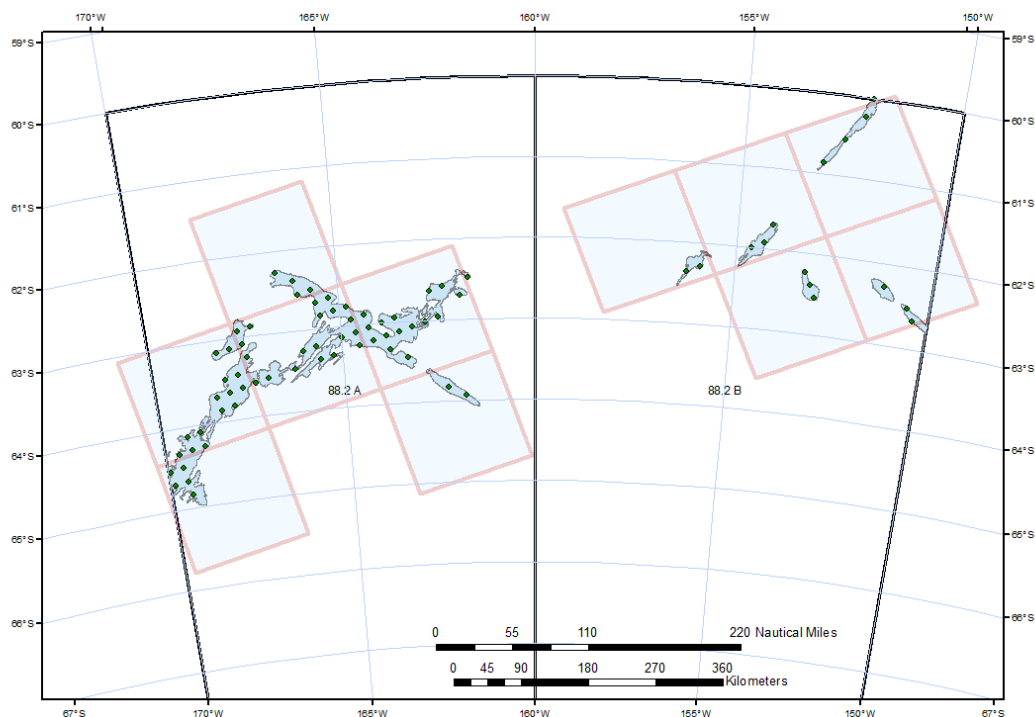 170°W 165°W 160°W 155°W 150°W
59°S 59°S
60°S 60°S
61°S 61°S
62°S 62°S
63°S 63°S
88.2 A 88.2 B
64°S 64°S
65°S 65°S
66°S 66°S
0 55 110 220 Nautical Miles
0 45 90 180 270 360
Kilometers
67°S 170°W 165°W 160°W 155°W 150°W 67°S